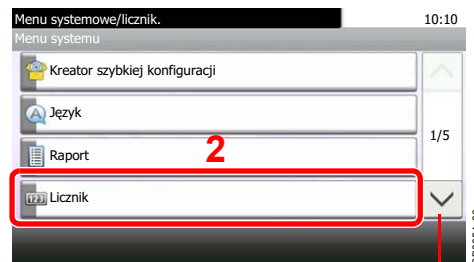 Menu systemowe/licznik. 10:10
Menu systemu
Kreator szybkiej konfiguracji
Język
1/5
Raport
2
Licznik